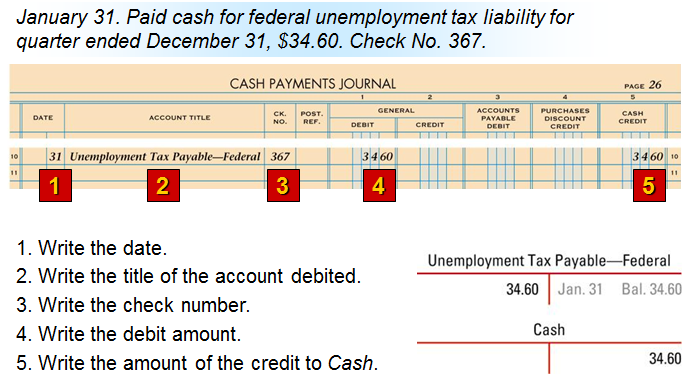 January 31. Paid cash for federal unemployment tax liability for
quarter ended December 31, $34.60. Check No. 367.
CASH PAYMENTS JOURNAL
PAGE 26
1 2 3 4 5
DATE ACCOUNT TITLE CK. NO. POST. REF. GENERAL DEBIT CREDIT ACCOUNTS PAYABLE DEBIT PURCHASES DISCOUNT CREDIT CASH CREDIT
10 31 Unemployment Tax Payable—Federal 367 34 60 34 60 10
11 11
1 2 3 4 5
1. Write the date.
2. Write the title of the account debited.
3. Write the check number.
4. Write the debit amount.
5. Write the amount of the credit to Cash.
Unemployment Tax Payable—Federal
34.60 Jan. 31 Bal. 34.60
Cash
34.60